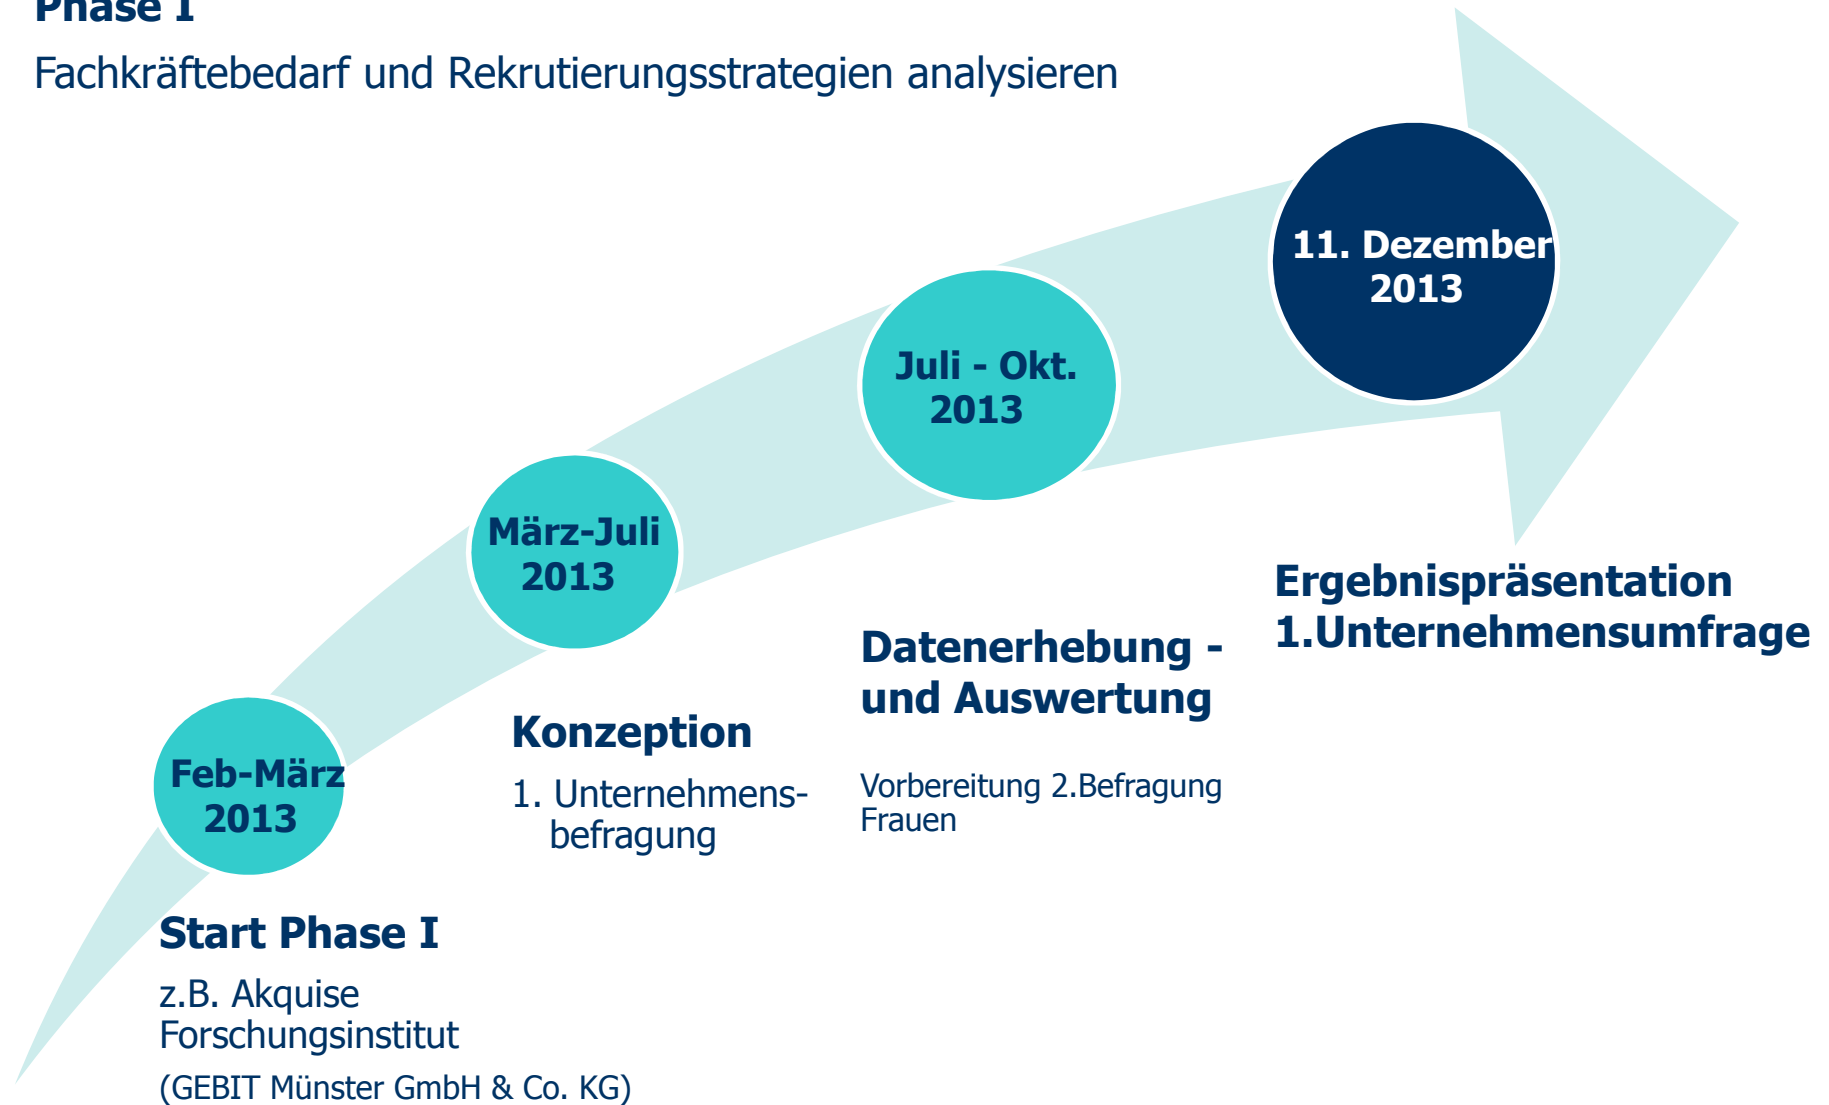 Phase I
Fachkräftebedarf und Rekrutierungsstrategien analysieren
Feb-März
2013
Start Phase I
z.B. Akquise
Forschungsinstitut
(GEBIT Münster GmbH & Co. KG)
März-Juli
2013
Konzeption
1. Unternehmens-
befragung
Juli - Okt.
2013
Datenerhebung -
und Auswertung
Vorbereitung 2.Befragung
Frauen
11. Dezember
2013
Ergebnispräsentation
1.Unternehmensumfrage